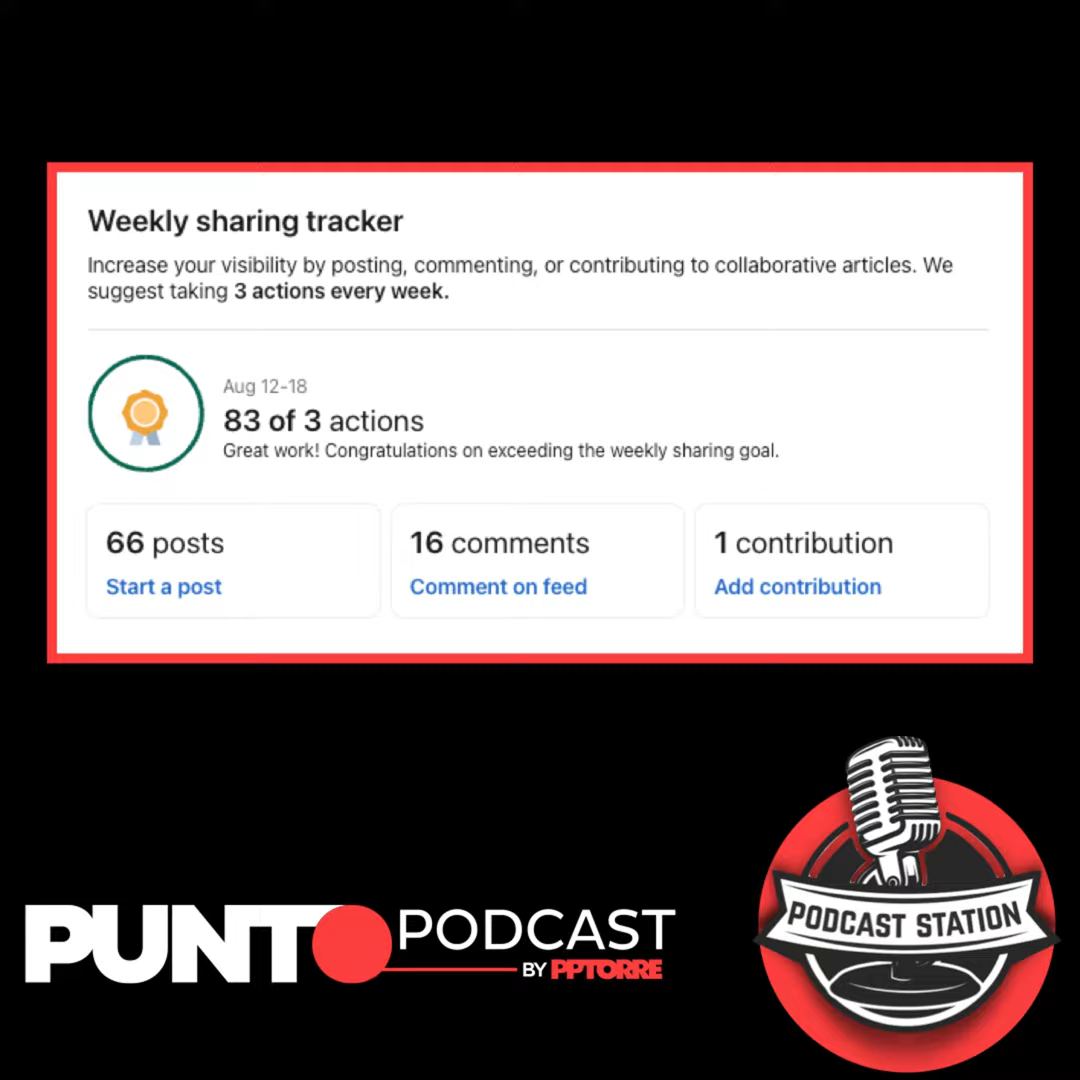 Weekly sharing tracker
Increase your visibility by posting, commenting, or contributing to collaborative articles. We
suggest taking 3 actions every week.
Aug 12-18
83 of 3 actions
Great work! Congratulations on exceeding the weekly sharing goal.
66 posts
Start a post
16 comments
Comment on feed
1 contribution
Add contribution
PUNTO PODCAST
BY PPTORRE
PODCAST STATION